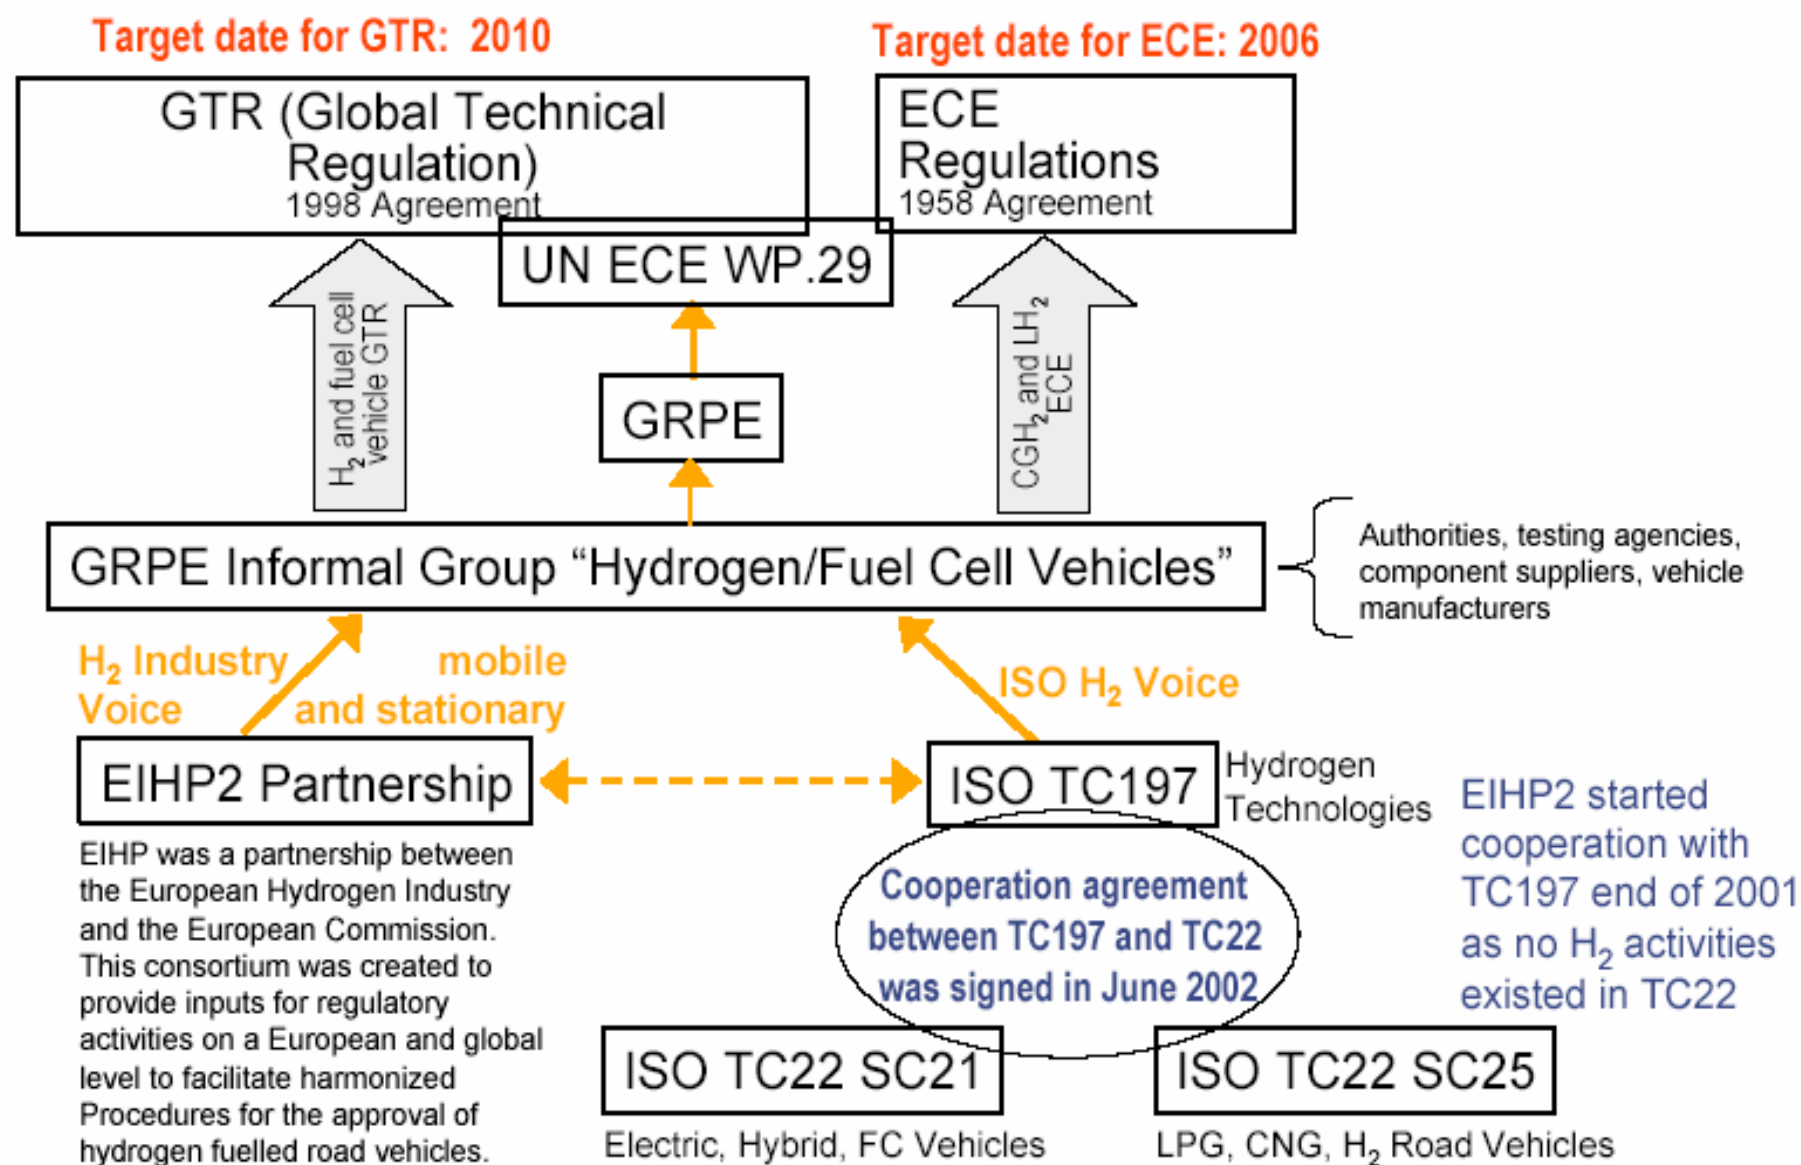 Target date for GTR: 2010
Target date for ECE: 2006
GTR (Global Technical
Regulation)
1998 Agreement
ECE
Regulations
1958 Agreement
UN ECE WP.29
H₂ and fuel cell
vehicle GTR
GRPE
CGH₂ and LH₂
ECE
GRPE Informal Group “Hydrogen/Fuel Cell Vehicles”
Authorities, testing agencies,
component suppliers, vehicle
manufacturers
H₂ Industry
Voice
mobile
and stationary
ISO H₂ Voice
EIHP2 Partnership
ISO TC197
Hydrogen
Technologies
EIHP2 started
cooperation with
TC197 end of 2001
as no H₂ activities
existed in TC22
EIHP was a partnership between
the European Hydrogen Industry
and the European Commission.
This consortium was created to
provide inputs for regulatory
activities on a European and global
level to facilitate harmonized
Procedures for the approval of
hydrogen fuelled road vehicles.
Cooperation agreement
between TC197 and TC22
was signed in June 2002
ISO TC22 SC21
Electric, Hybrid, FC Vehicles
ISO TC22 SC25
LPG, CNG, H₂ Road Vehicles